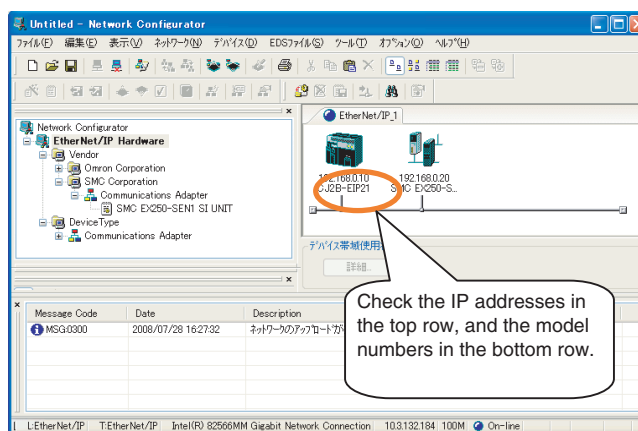 Untitled - Network Configurator
ファイル(F) 編集(E) 表示(V) ネットワーク(N) デバイス(D) EDSファイル(S) ツール(T) オプション(O) ヘルプ(H)
EtherNet/IP_1
Network Configurator
EtherNet/IP Hardware
Vendor
Omron Corporation
SMC Corporation
Communications Adapter
SMC EX250-SEN1 SI UNIT
DeviceType
Communications Adapter
192.168.0.10
CJ2B-EIP21
192.168.0.20
SMC EX250-S...
デバイス帯域使用
詳細...
Check the IP addresses in
the top row, and the model
numbers in the bottom row.
Message Code Date Description
MSG:0300 2008/07/28 16:27:32 ネットワークのアップロードが
L:EtherNet/IP T:EtherNet/IP Intel(R) 82566MM Gigabit Network Connection 10.3.132.184 100M On-line